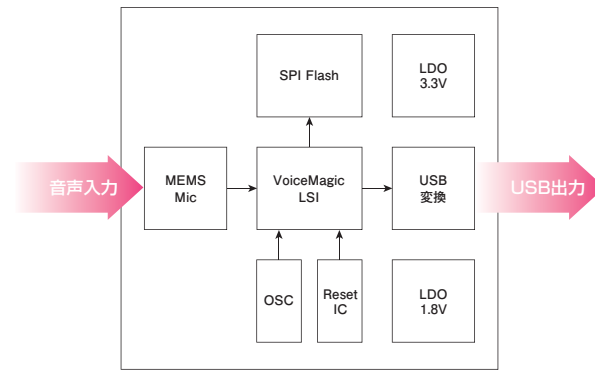 SPI Flash
LDO
3.3V
音声入力
MEMS
Mic
VoiceMagic
LSI
USB
変換
USB出力
OSC
Reset
IC
LDO
1.8V